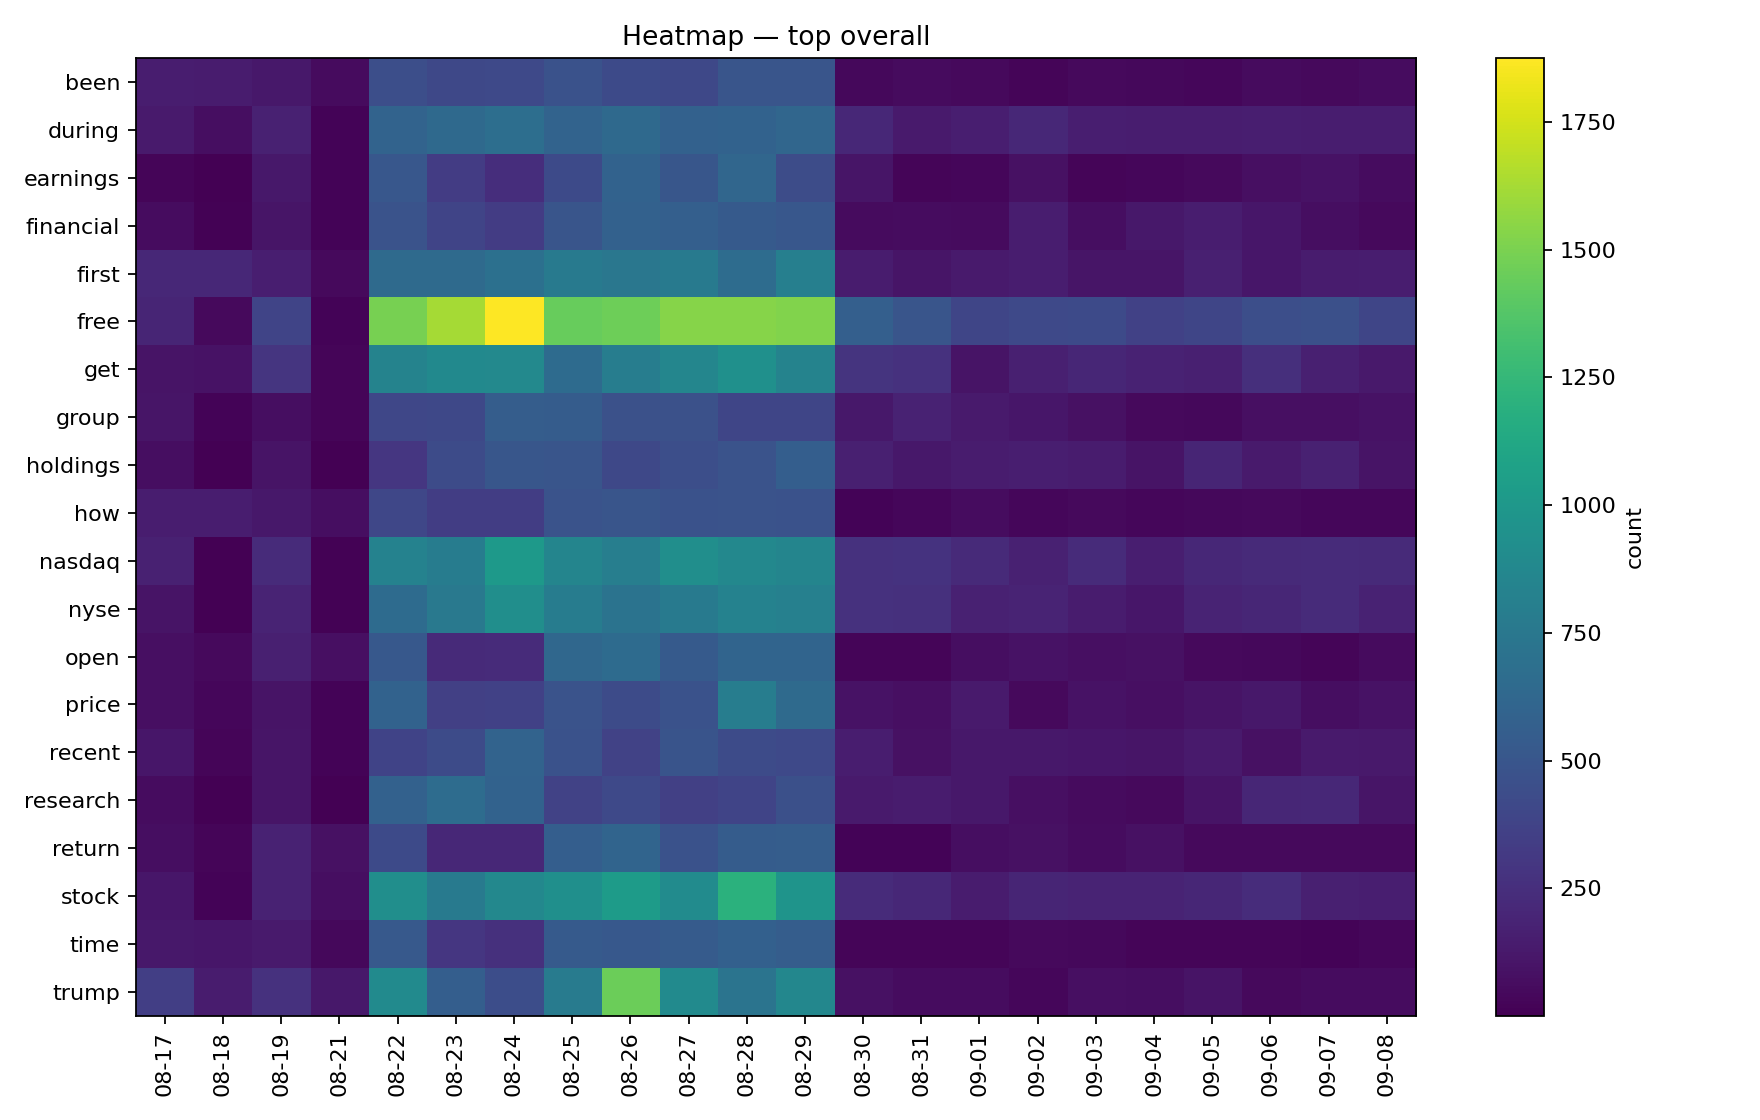 Heatmap — top overall
been
during
earnings
financial
first
free
get
group
holdings
how
nasdaq
nyse
open
price
recent
research
return
stock
time
trump
08-17
08-18
08-19
08-21
08-22
08-23
08-24
08-25
08-26
08-27
08-28
08-29
08-30
08-31
09-01
09-02
09-03
09-04
09-05
09-06
09-07
09-08
1750
1500
1250
1000
750
500
250
count